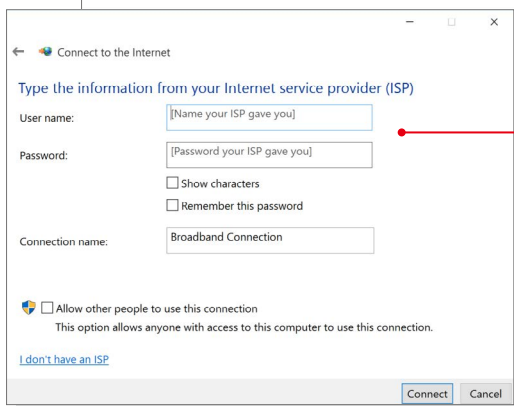 Connect to the Internet
Type the information from your Internet service provider (ISP)
User name:
[Name your ISP gave you]
Password:
[Password your ISP gave you]
Show characters
Remember this password
Connection name:
Broadband Connection
Allow other people to use this connection
This option allows anyone with access to this computer to use this connection.
I don't have an ISP
Connect
Cancel